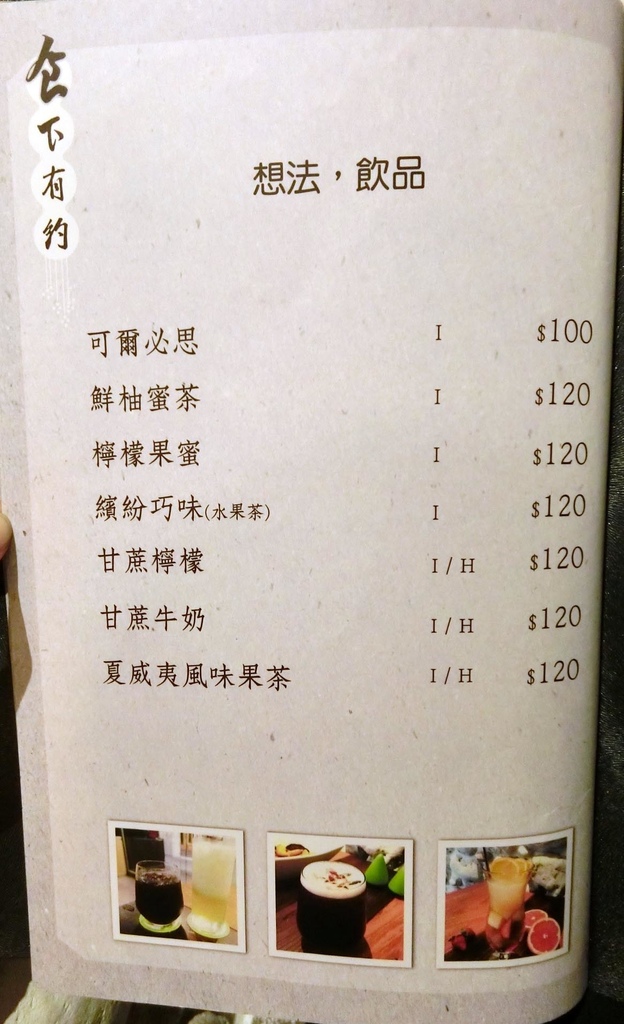 食下有約
想法，飲品
可爾必思 I $100
鮮柚蜜茶 I $120
檸檬果蜜 I $120
繽紛巧味(水果茶) I $120
甘蔗檸檬 I / H $120
甘蔗牛奶 I / H $120
夏威夷風味果茶 I / H $120